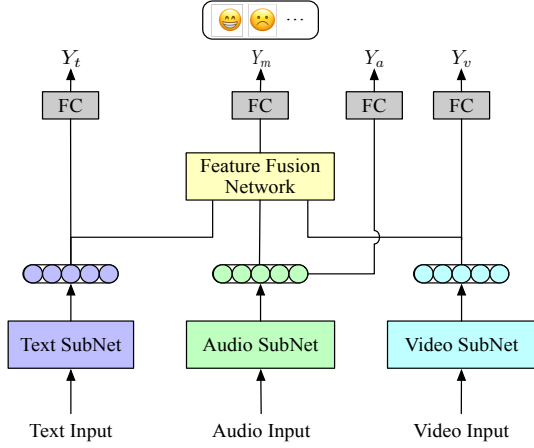 ...
Y_t Y_m Y_a Y_v
FC FC FC FC
Feature Fusion
Network
Text SubNet Audio SubNet Video SubNet
Text Input Audio Input Video Input